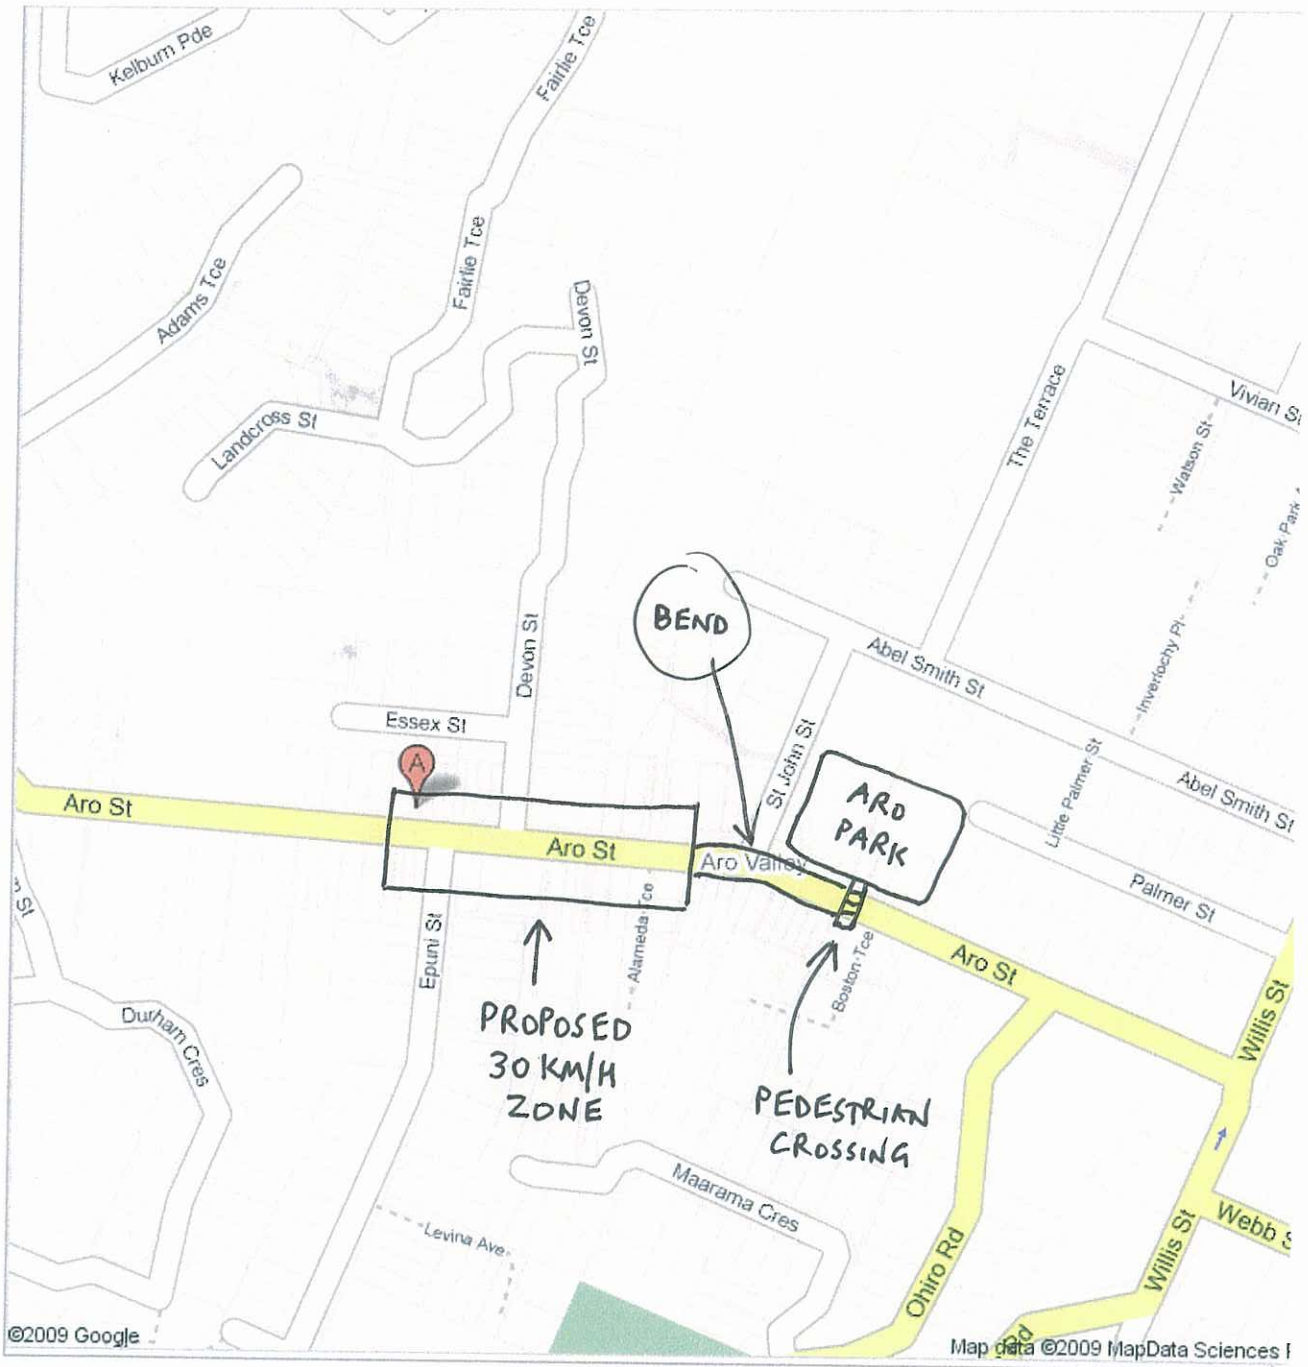 Kelburn Pde
Fairlie Tce
Fairlie Tce
Adams Tce
Devon St
Landcross St
The Terrace
Vivian St
Watson St
Oak Park
Inverlochy Pl
BEND
Abel Smith St
Devon St
Essex St
A
St John St
ARO
PARK
Little Palmer St
Abel Smith St
Palmer St
Aro St
Aro St
Aro Valley
Aro St
Epuni St
Alameda Tce
Boston Tce
Willis St
St
Durham Cres
PROPOSED
30 KM/H
ZONE
PEDESTRIAN
CROSSING
Maarama Cres
Levina Ave
Ohiro Rd
Willis St
Webb S
Rd
©2009 Google
Map data ©2009 MapData Sciences